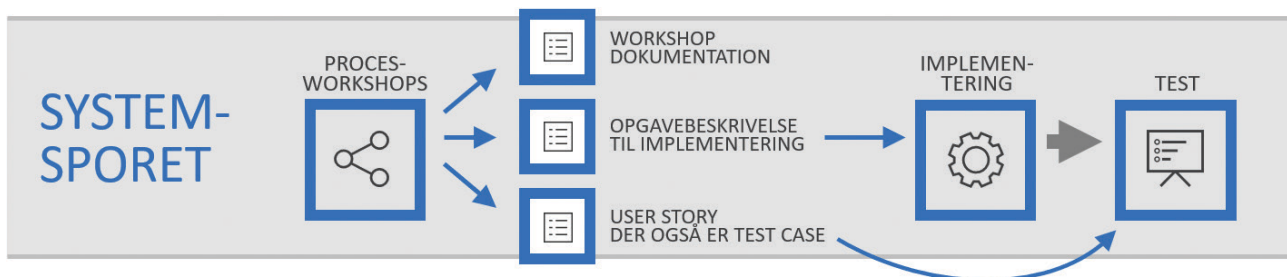 SYSTEM-
SPORET
PROCES-
WORKSHOPS
WORKSHOP
DOKUMENTATION
OPGAVEBESKRIVELSE
TIL IMPLEMENTERING
USER STORY
DER OGSÅ ER TEST CASE
IMPLEMEN-
TERING
TEST